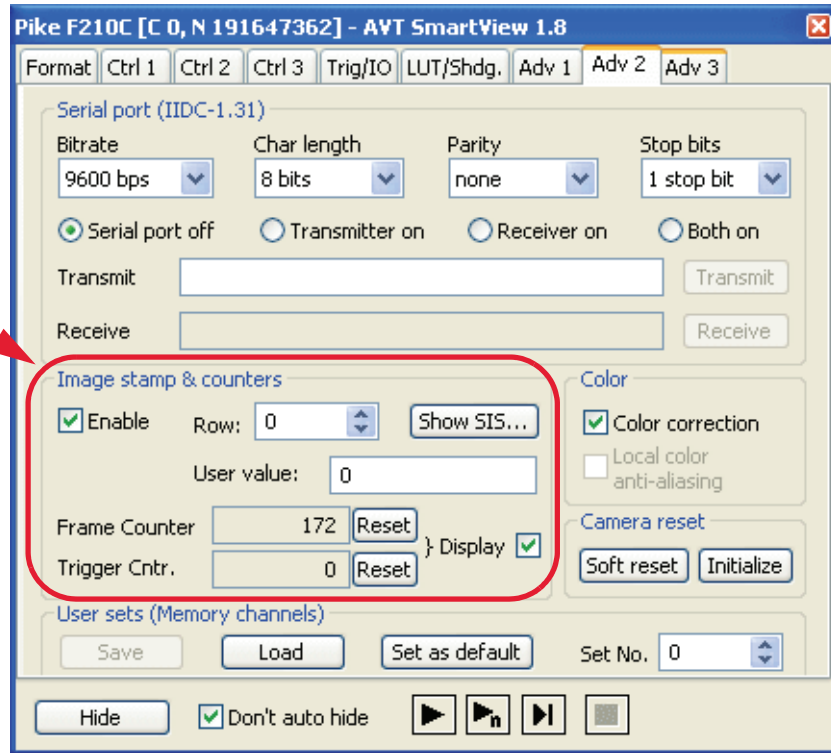 Pike F210C [C 0, N 191647362] - AVT SmartView 1.8
Format Ctrl 1 Ctrl 2 Ctrl 3 Trig/IO LUT/Shdg. Adv 1 Adv 2 Adv 3
Serial port (IIDC-1.31)
Bitrate Char length Parity Stop bits
9600 bps 8 bits none 1 stop bit
Serial port off Transmitter on Receiver on Both on
Transmit Transmit
Receive Receive
Image stamp & counters Color
Enable Row: 0 Show SIS... Color correction
Local color
anti-aliasing
User value: 0
Frame Counter 172 Reset } Display Camera reset
Trigger Cntr. 0 Reset Soft reset Initialize
User sets (Memory channels)
Save Load Set as default Set No. 0
Hide Don't auto hide n